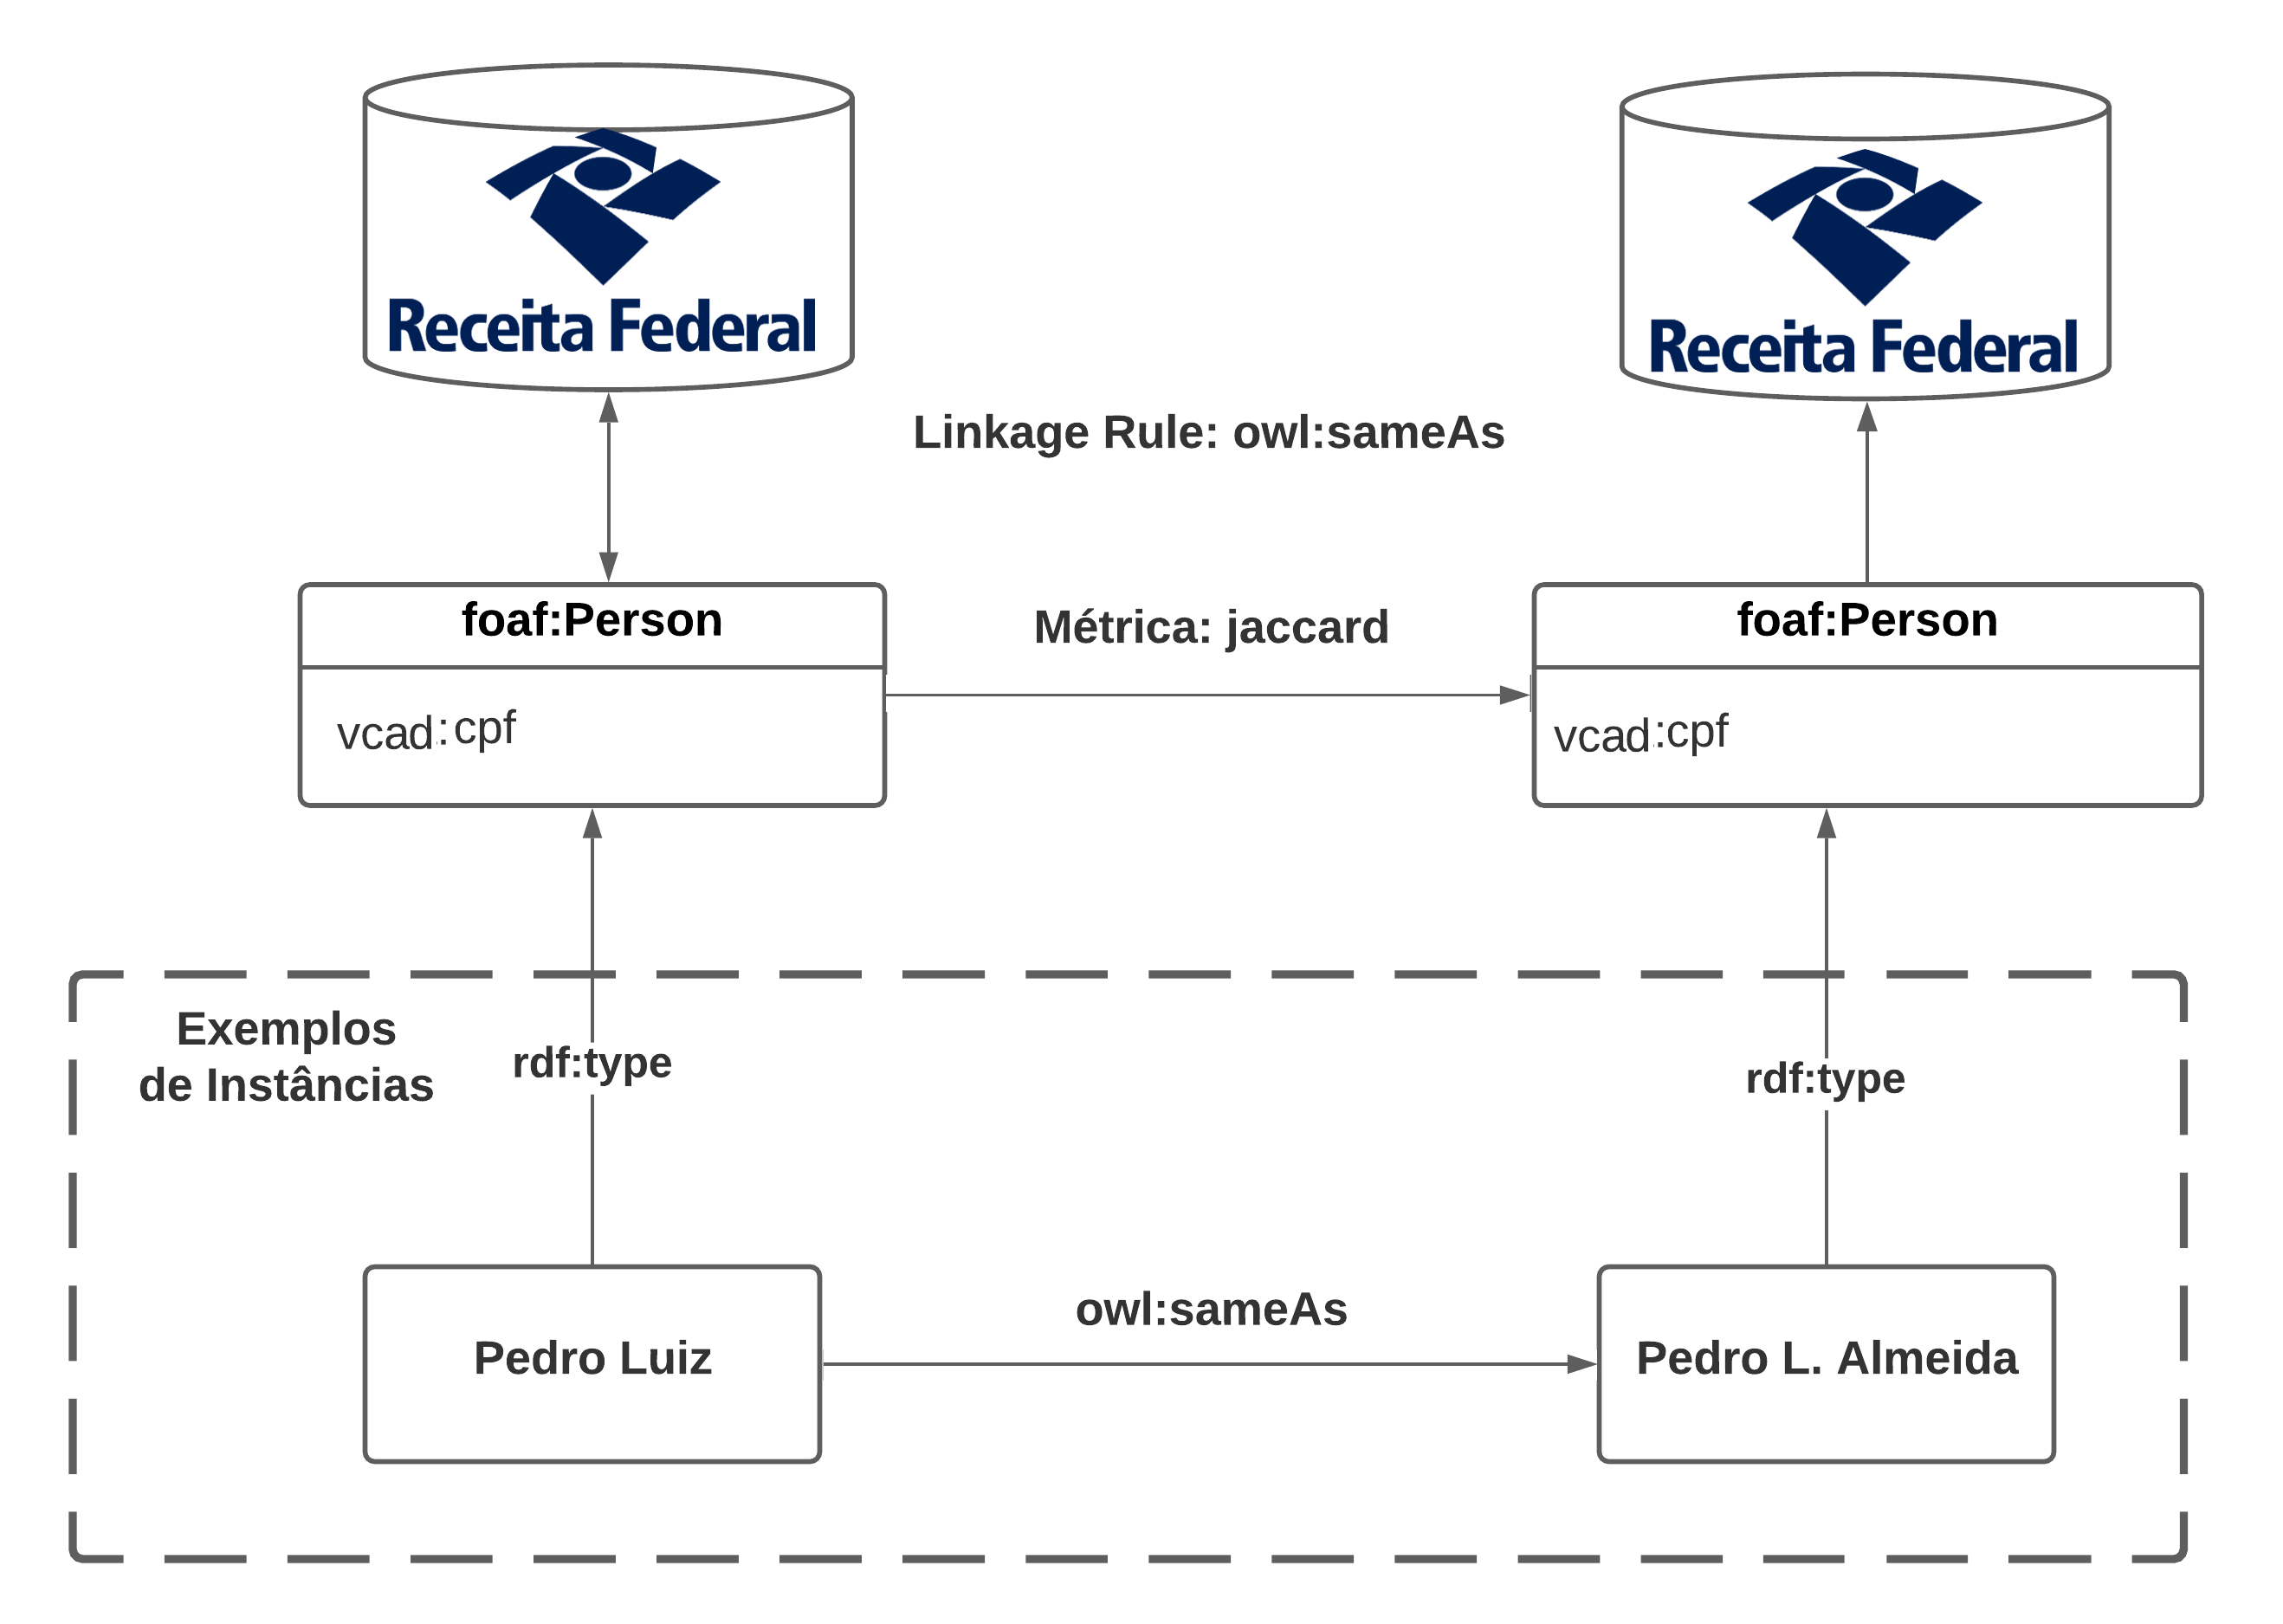 Receita Federal
Receita Federal
Linkage Rule: owl:sameAs
foaf:Person
Métrica: jaccard
foaf:Person
vcad:cpf
vcad:cpf
Exemplos
de Instâncias
rdf:type
rdf:type
Pedro Luiz
owl:sameAs
Pedro L. Almeida